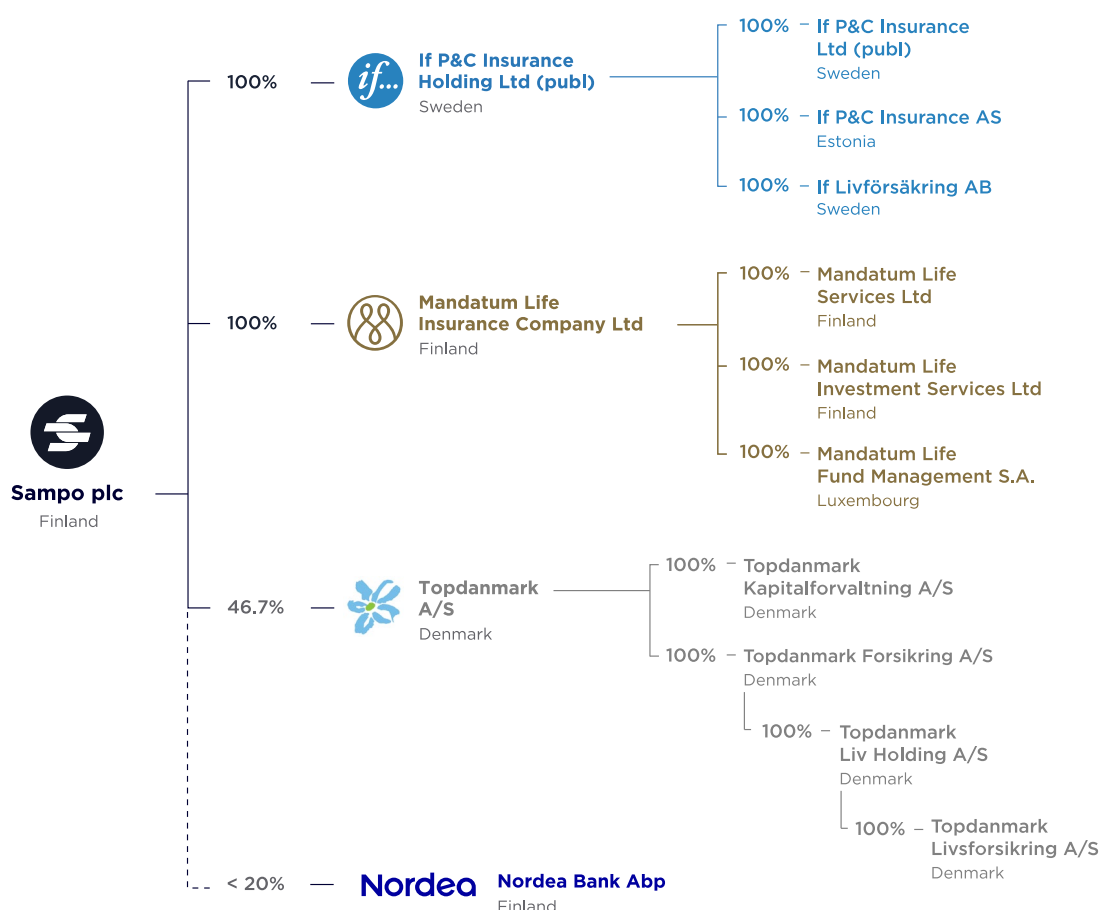 100%
if...
If P&C Insurance
Holding Ltd (publ)
Sweden
100% – If P&C Insurance
Ltd (publ)
Sweden
100% – If P&C Insurance AS
Estonia
100% – If Livförsäkring AB
Sweden
100%
Mandatum Life
Insurance Company Ltd
Finland
100% – Mandatum Life
Services Ltd
Finland
100% – Mandatum Life
Investment Services Ltd
Finland
100% – Mandatum Life
Fund Management S.A.
Luxembourg
Sampo plc
Finland
46.7%
Topdanmark
A/S
Denmark
100% – Topdanmark
Kapitalforvaltning A/S
Denmark
100% – Topdanmark Forsikring A/S
Denmark
100% – Topdanmark
Liv Holding A/S
Denmark
100% – Topdanmark
Livsforsikring A/S
Denmark
< 20%
Nordea
Nordea Bank Abp
Finland